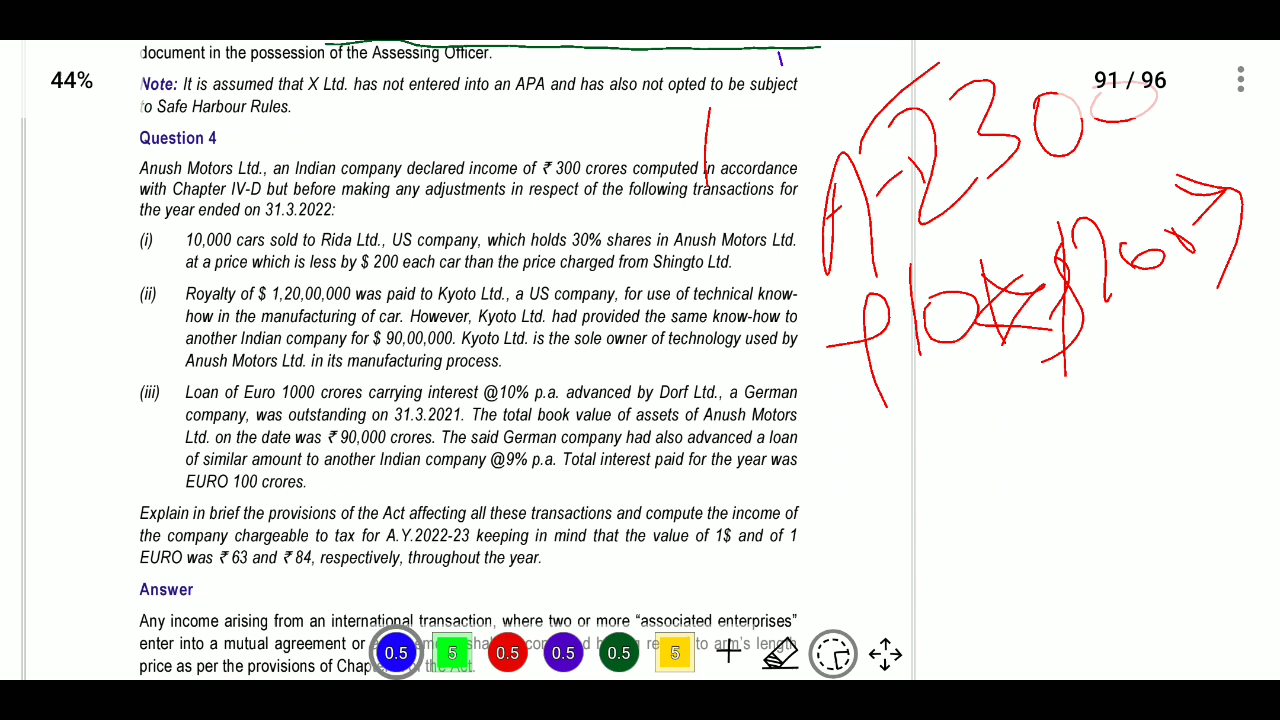 document in the possession of the Assessing Officer.
44%
91 / 96
Note: It is assumed that X Ltd. has not entered into an APA and has also not opted to be subject
to Safe Harbour Rules.
Question 4
Anush Motors Ltd., an Indian company declared income of ₹ 300 crores computed in accordance
with Chapter IV-D but before making any adjustments in respect of the following transactions for
the year ended on 31.3.2022:
(i) 10,000 cars sold to Rida Ltd., US company, which holds 30% shares in Anush Motors Ltd.
at a price which is less by $ 200 each car than the price charged from Shingto Ltd.
(ii) Royalty of $ 1,20,00,000 was paid to Kyoto Ltd., a US company, for use of technical know-
how in the manufacturing of car. However, Kyoto Ltd. had provided the same know-how to
another Indian company for $ 90,00,000. Kyoto Ltd. is the sole owner of technology used by
Anush Motors Ltd. in its manufacturing process.
(iii) Loan of Euro 1000 crores carrying interest @10% p.a. advanced by Dorf Ltd., a German
company, was outstanding on 31.3.2021. The total book value of assets of Anush Motors
Ltd. on the date was ₹ 90,000 crores. The said German company had also advanced a loan
of similar amount to another Indian company @9% p.a. Total interest paid for the year was
EURO 100 crores.
Explain in brief the provisions of the Act affecting all these transactions and compute the income of
the company chargeable to tax for A.Y.2022-23 keeping in mind that the value of 1$ and of 1
EURO was ₹ 63 and ₹ 84, respectively, throughout the year.
Answer
Any income arising from an international transaction, where two or more “associated enterprises”
enter into a mutual agreement or to arm's length
price as per the provisions of the Act.
0.5 5 0.5 0.5 0.5 5